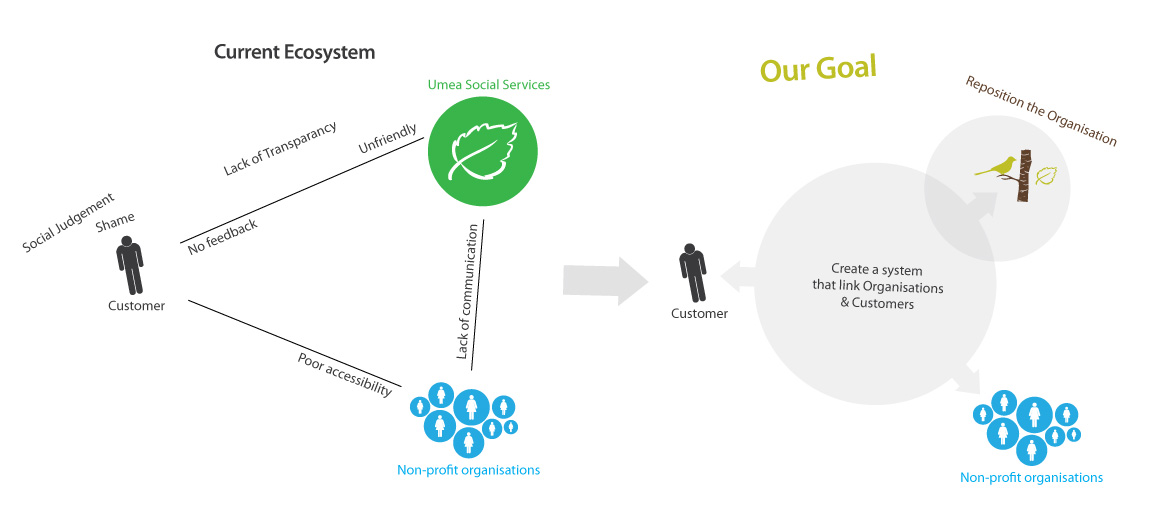 Current Ecosystem
Umea Social Services
Lack of Transparancy
Unfriendly
Social Judgement
Shame
No feedback
Customer
Lack of communication
Poor accessibility
Non-profit organisations
Our Goal
Reposition the Organisation
Create a system
that link Organisations
& Customers
Customer
Non-profit organisations